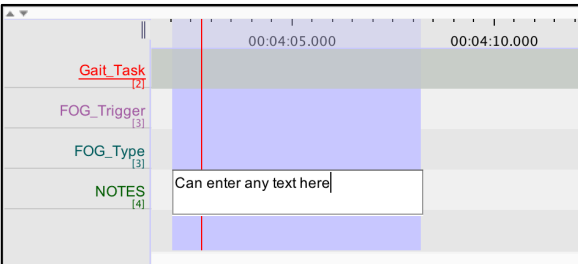 00:04:05.000 00:04:10.000
Gait_Task
[2]
FOG_Trigger
[3]
FOG_Type
[3]
NOTES Can enter any text here
[4]